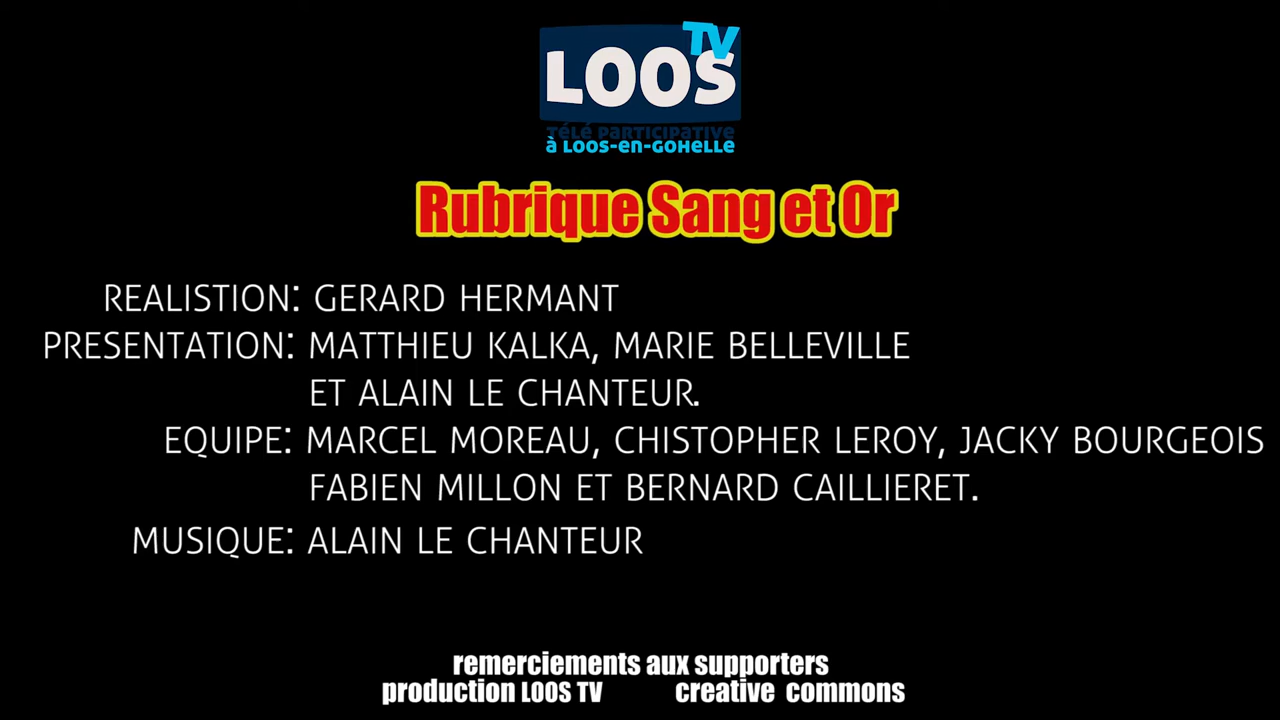 TV
LOOS
TÉLÉ PARTICIPATIVE
à LOOS-en-GOHELLE
Rubrique Sang et Or
REALISTION: GERARD HERMANT
PRESENTATION: MATTHIEU KALKA, MARIE BELLEVILLE
ET ALAIN LE CHANTEUR.
EQUIPE: MARCEL MOREAU, CHISTOPHER LEROY, JACKY BOURGEOIS
FABIEN MILLON ET BERNARD CAILLIERET.
MUSIQUE: ALAIN LE CHANTEUR
remerciements aux supporters
production LOOS TV creative commons